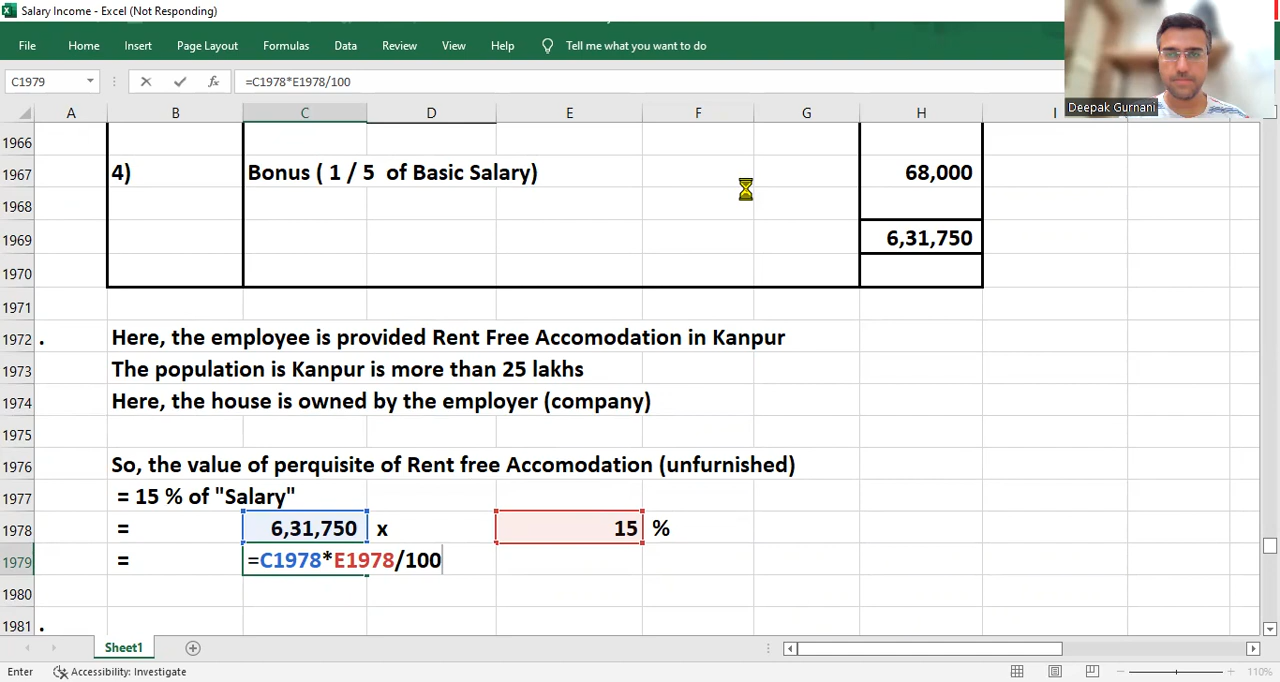 Salary Income - Excel (Not Responding)
File Home Insert Page Layout Formulas Data Review View Help Tell me what you want to do
C1979 fx =C1978*E1978/100
Deepak Gurnani
A B C D E F G H I
1966
1967 4) Bonus ( 1 / 5 of Basic Salary) 68,000
1968
1969 6,31,750
1970
1971
1972 . Here, the employee is provided Rent Free Accomodation in Kanpur
1973 The population is Kanpur is more than 25 lakhs
1974 Here, the house is owned by the employer (company)
1975
1976 So, the value of perquisite of Rent free Accomodation (unfurnished)
1977 = 15 % of "Salary"
1978 = 6,31,750 x 15 %
1979 = =C1978*E1978/100
1980
1981 .
Sheet1
Enter Accessibility: Investigate 110%